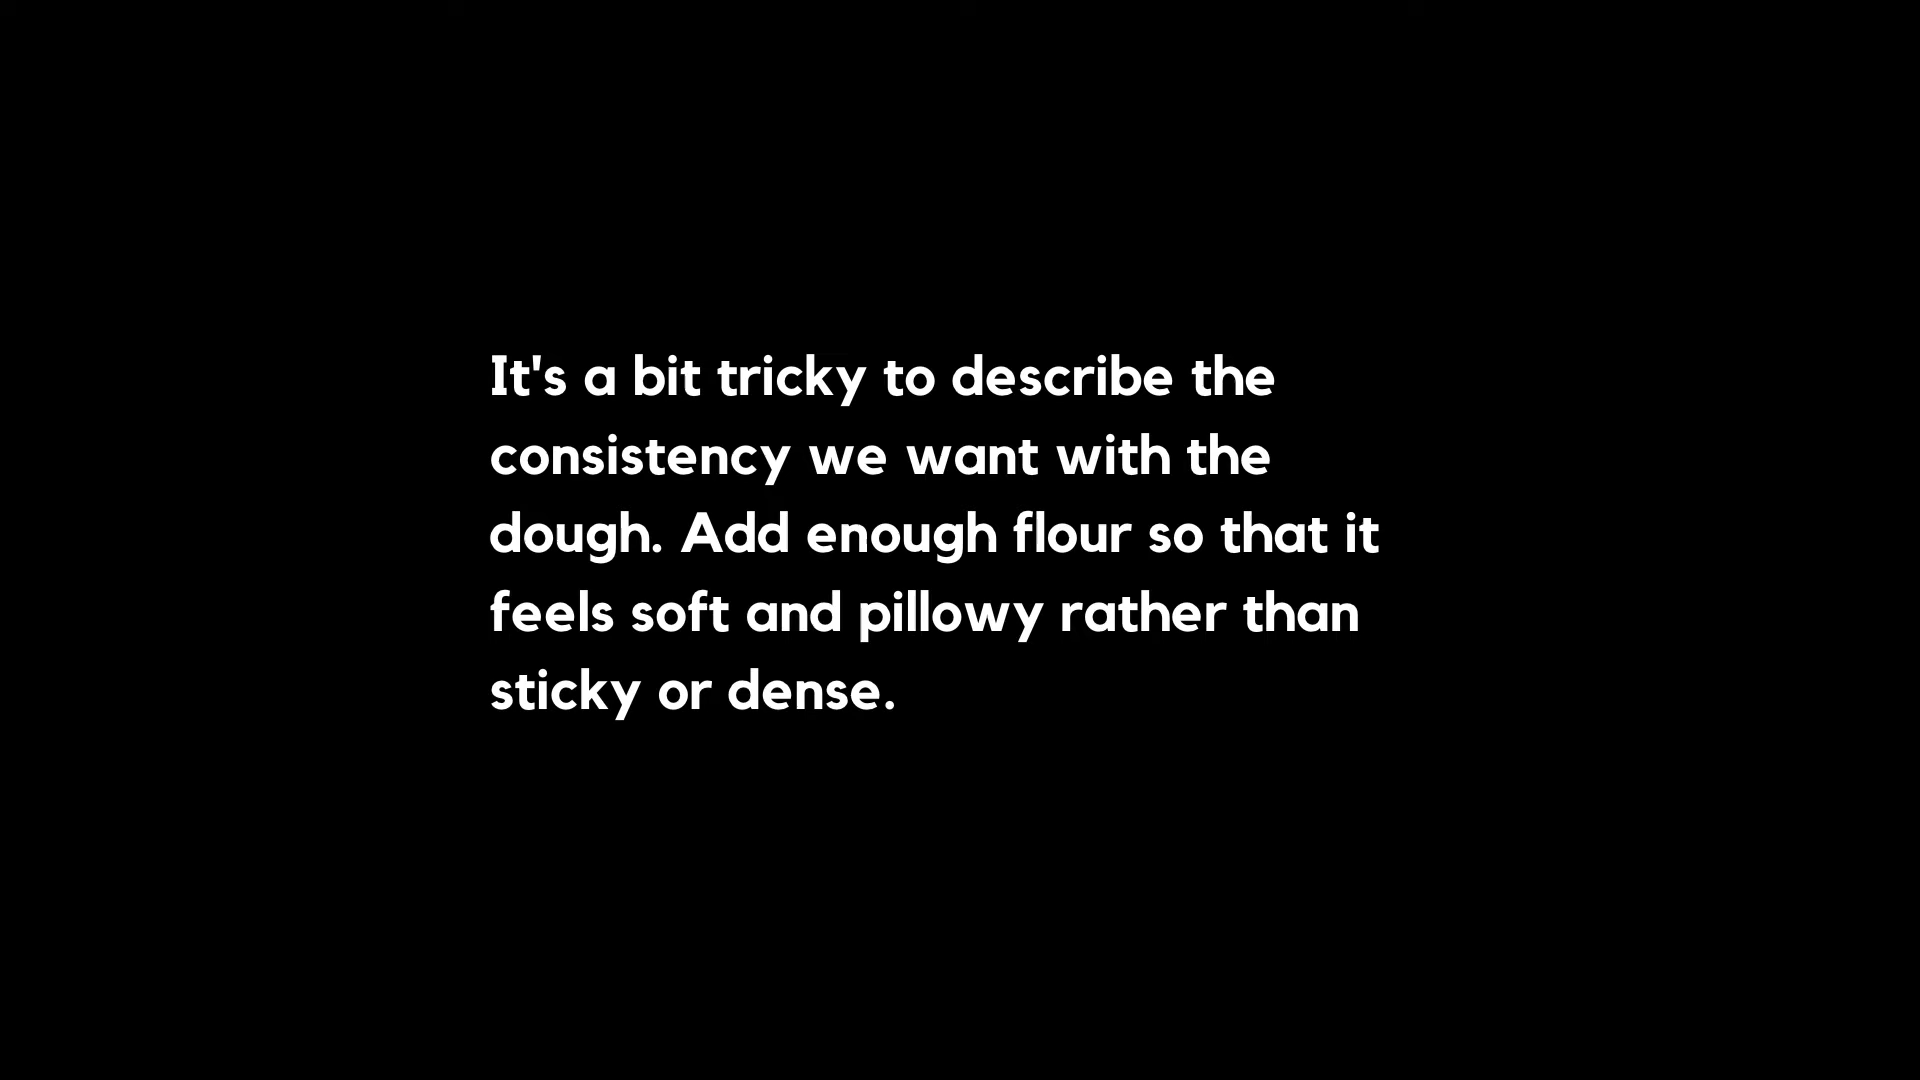 It's a bit tricky to describe the
consistency we want with the
dough. Add enough flour so that it
feels soft and pillowy rather than
sticky or dense.